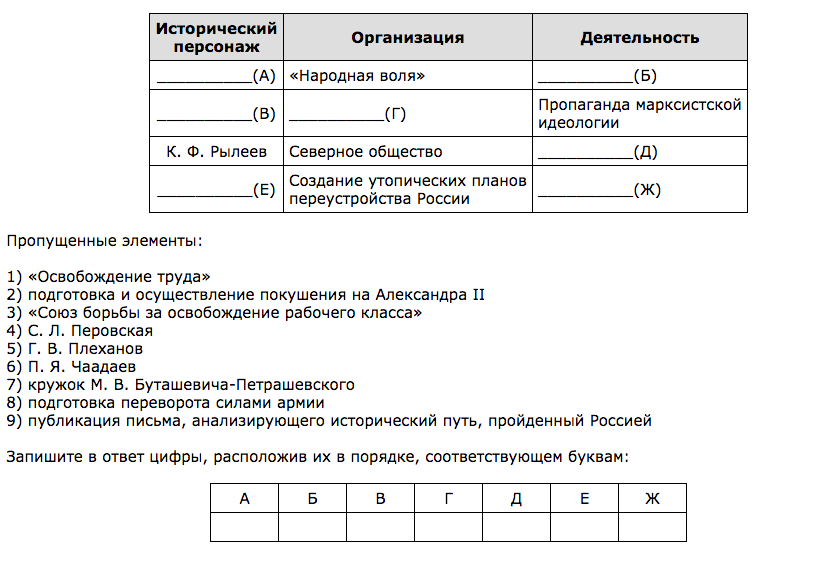 Исторический персонаж
Организация
Деятельность
__________(А)
«Народная воля»
__________(Б)
__________(В)
__________(Г)
Пропаганда марксистской
идеологии
К. Ф. Рылеев
Северное общество
__________(Д)
__________(Е)
Создание утопических планов
переустройства России
__________(Ж)
Пропущенные элементы:
1) «Освобождение труда»
2) подготовка и осуществление покушения на Александра II
3) «Союз борьбы за освобождение рабочего класса»
4) С. Л. Перовская
5) Г. В. Плеханов
6) П. Я. Чаадаев
7) кружок М. В. Буташевича-Петрашевского
8) подготовка переворота силами армии
9) публикация письма, анализирующего исторический путь, пройденный Россией
Запишите в ответ цифры, расположив их в порядке, соответствующем буквам:
А Б В Г Д Е Ж